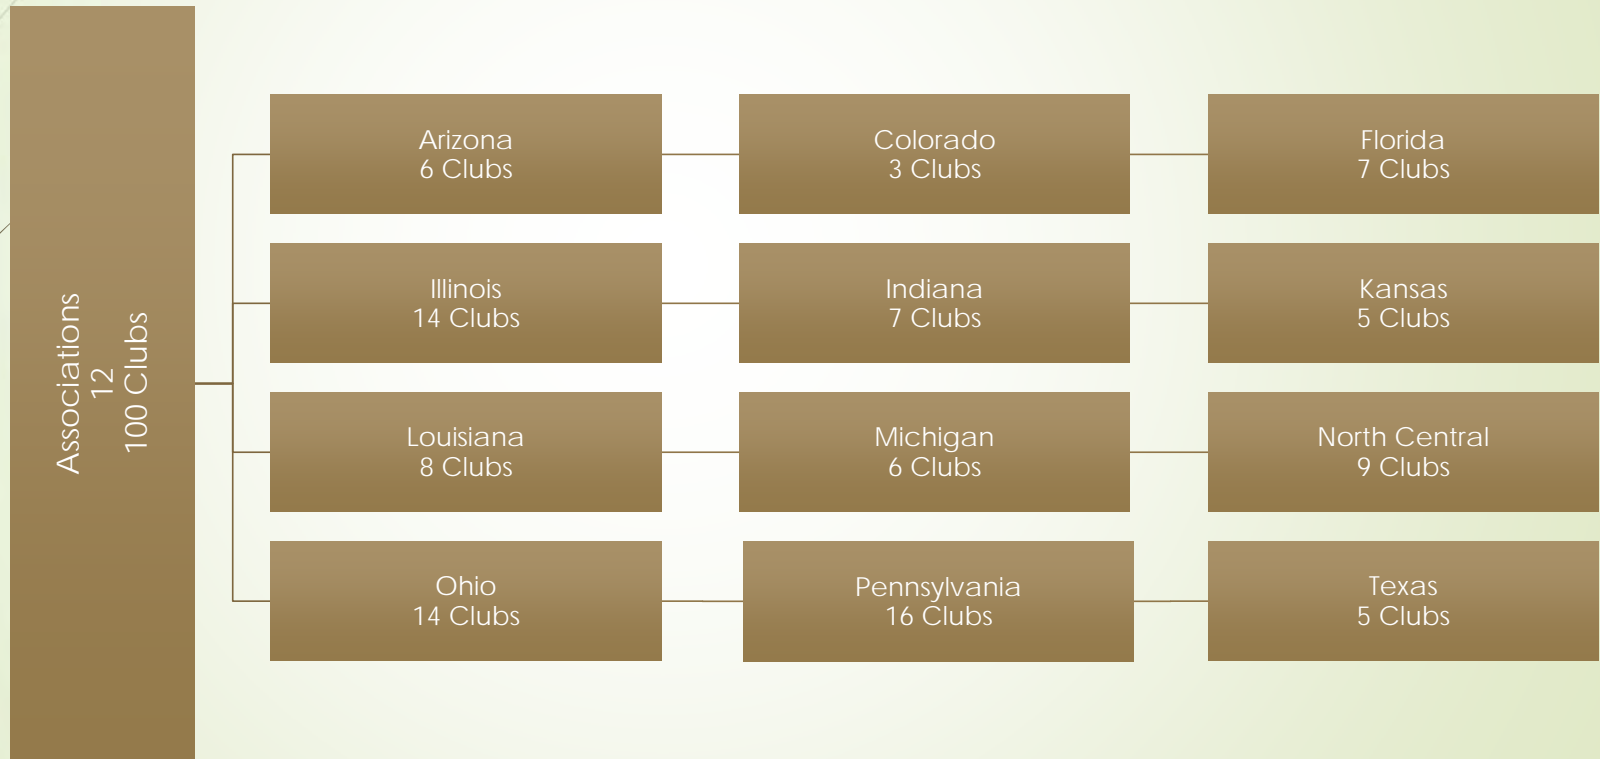 Associations
12
100 Clubs
Arizona
6 Clubs
Colorado
3 Clubs
Florida
7 Clubs
Illinois
14 Clubs
Indiana
7 Clubs
Kansas
5 Clubs
Louisiana
8 Clubs
Michigan
6 Clubs
North Central
9 Clubs
Ohio
14 Clubs
Pennsylvania
16 Clubs
Texas
5 Clubs